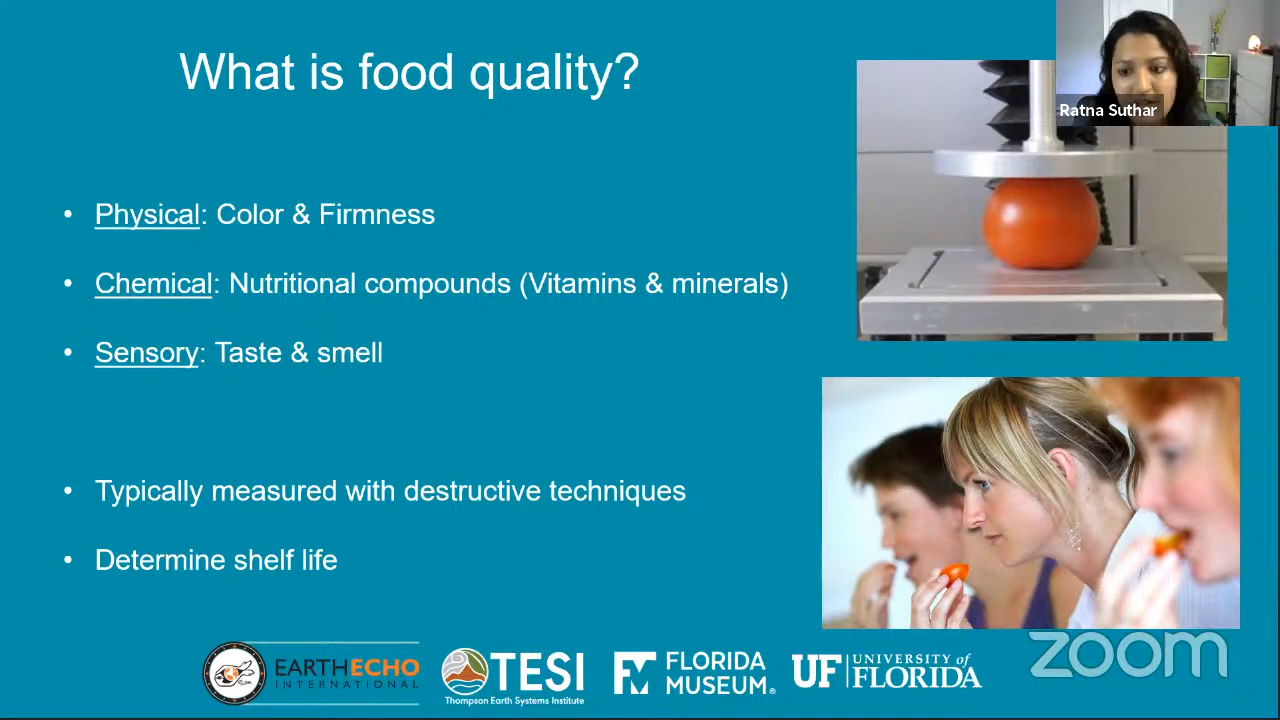 What is food quality?
Ratna Suthar
• Physical: Color & Firmness
• Chemical: Nutritional compounds (Vitamins & minerals)
• Sensory: Taste & smell
• Typically measured with destructive techniques
• Determine shelf life
EARTHECHO
INTERNATIONAL
TESI
Thompson Earth Systems Institute
FLORIDA
MUSEUM®
UF
UNIVERSITY of
FLORIDA
zoom